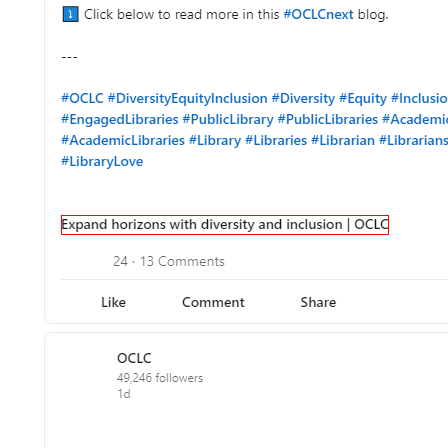 ⤵ Click below to read more in this #OCLCnext blog.
---
#OCLC #DiversityEquityInclusion #Diversity #Equity #Inclusio
#EngagedLibraries #PublicLibrary #PublicLibraries #Academic
#AcademicLibraries #Library #Libraries #Librarian #Librarians
#LibraryLove
Expand horizons with diversity and inclusion | OCLC
24 · 13 Comments
Like Comment Share
OCLC
49,246 followers
1d